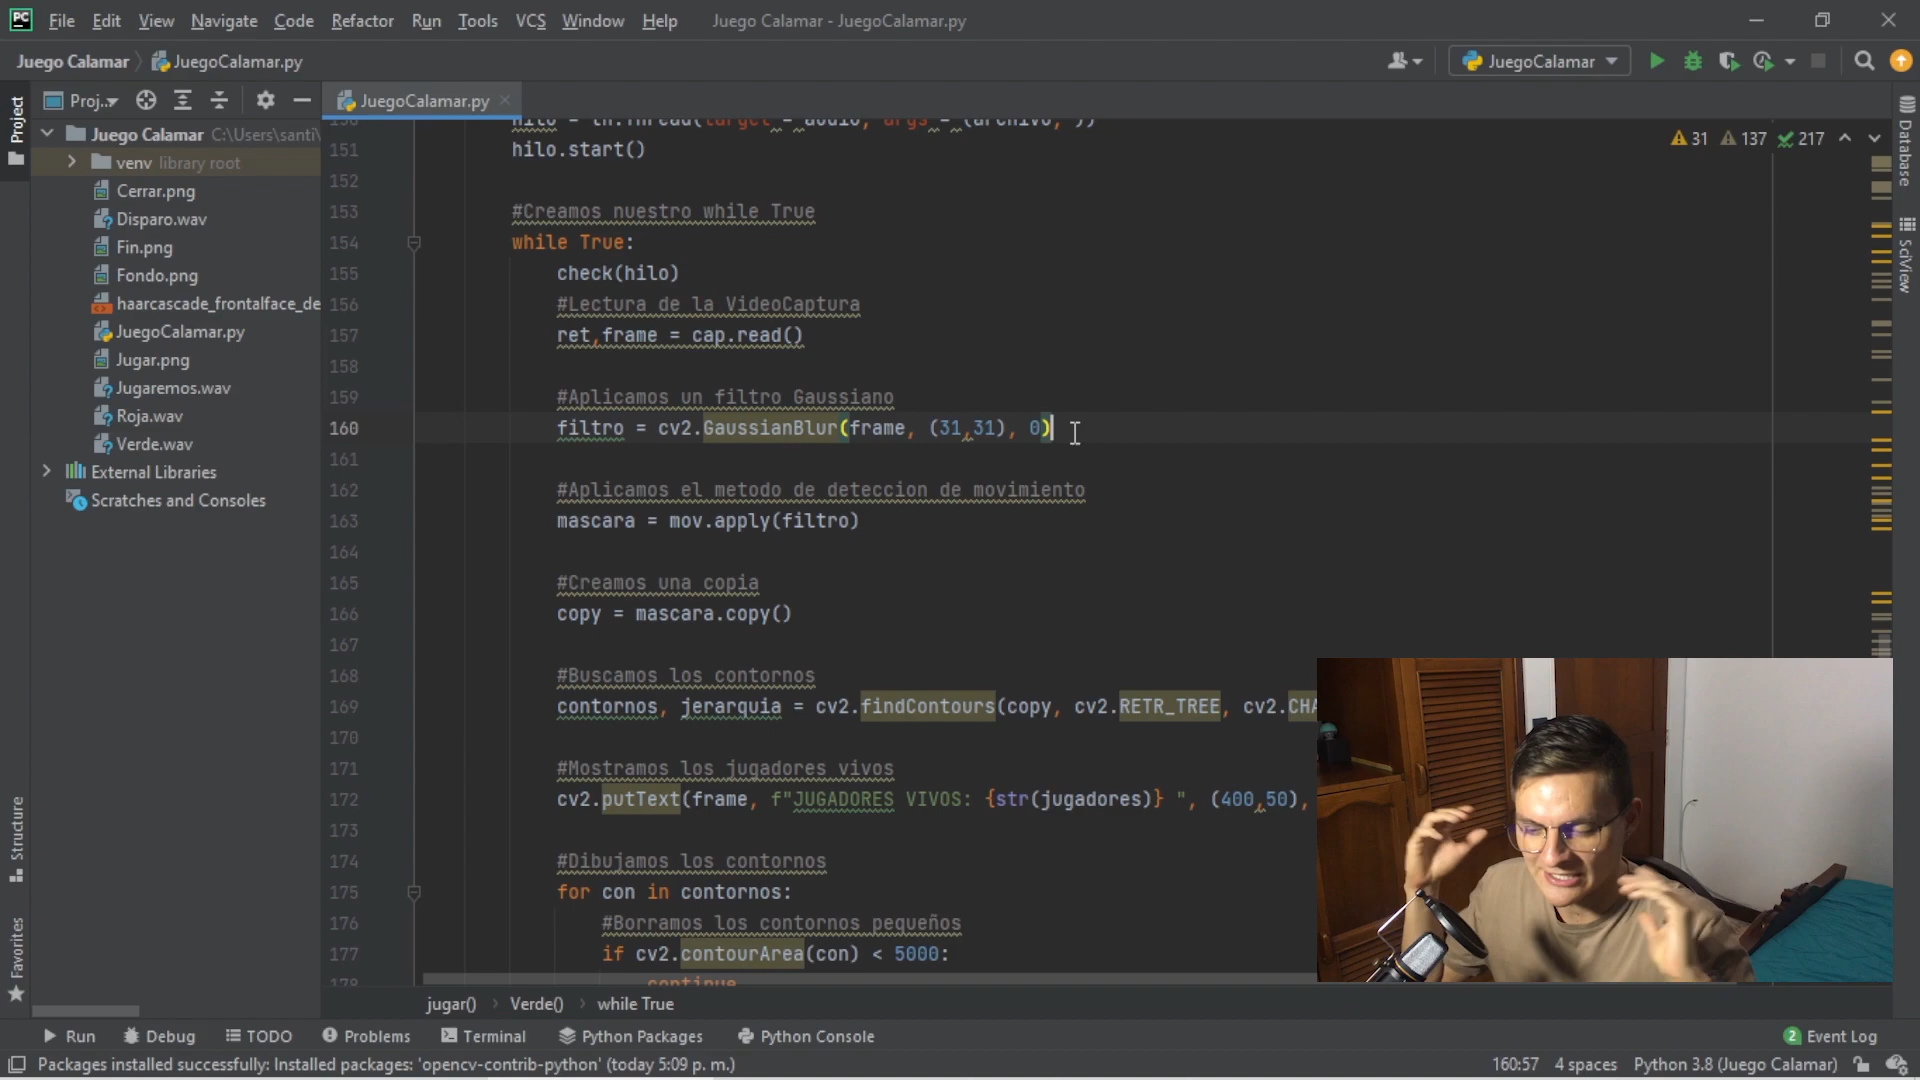 File Edit View Navigate Code Refactor Run Tools VCS Window Help Juego Calamar - JuegoCalamar.py
Juego Calamar JuegoCalamar.py JuegoCalamar
Proj.. JuegoCalamar.py
Project
Juego Calamar C:\Users\santi\
venv library root
Cerrar.png
Disparo.wav
Fin.png
Fondo.png
haarcascade_frontalface_de
JuegoCalamar.py
Jugar.png
Jugaremos.wav
Roja.wav
Verde.wav
External Libraries
Scratches and Consoles
Structure
Favorites
31 137 217
Database
SciView
150 hilo = th.Thread(target = audio, args = (archivo, ))
151 hilo.start()
152
153 #Creamos nuestro while True
154 while True:
155 check(hilo)
156 #Lectura de la VideoCaptura
157 ret,frame = cap.read()
158
159 #Aplicamos un filtro Gaussiano
160 filtro = cv2.GaussianBlur(frame, (31,31), 0)
161
162 #Aplicamos el metodo de deteccion de movimiento
163 mascara = mov.apply(filtro)
164
165 #Creamos una copia
166 copy = mascara.copy()
167
168 #Buscamos los contornos
169 contornos, jerarquia = cv2.findContours(copy, cv2.RETR_TREE, cv2.CHA
170
171 #Mostramos los jugadores vivos
172 cv2.putText(frame, f"JUGADORES VIVOS: {str(jugadores)} ", (400,50),
173
174 #Dibujamos los contornos
175 for con in contornos:
176 #Borramos los contornos pequeños
177 if cv2.contourArea(con) < 5000:
178 continue
jugar() Verde() while True
Run Debug TODO Problems Terminal Python Packages Python Console 2 Event Log
Packages installed successfully: Installed packages: 'opencv-contrib-python' (today 5:09 p. m.) 160:57 4 spaces Python 3.8 (Juego Calamar)